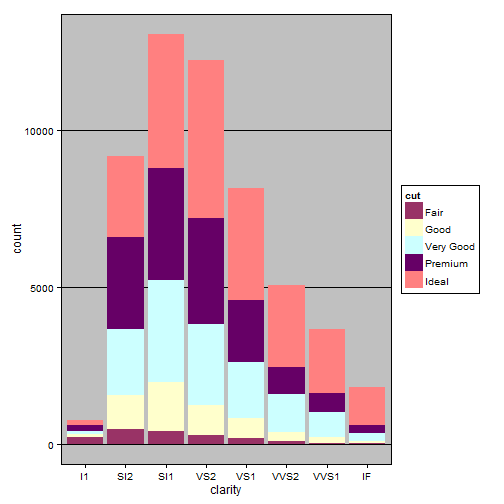 10000
5000
0
count
I1 SI2 SI1 VS2 VS1 VVS2 VVS1 IF
clarity
cut
Fair
Good
Very Good
Premium
Ideal